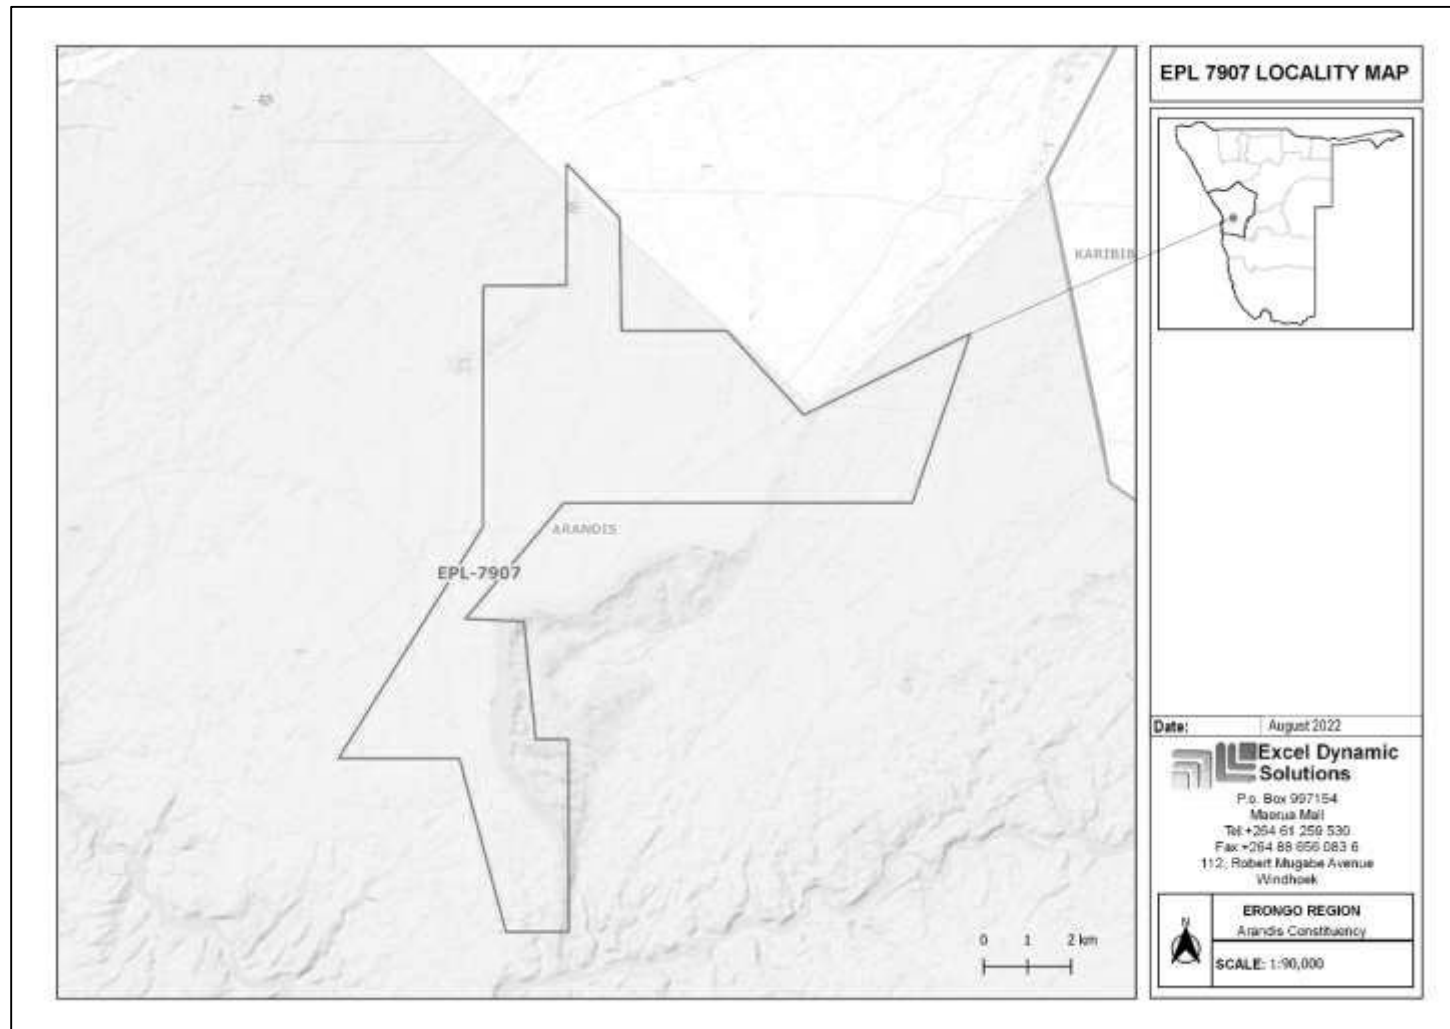 EPL 7907 LOCALITY MAP
KARIBIB
ARANDIS
EPL-7907
0 1 2 km
Date: August 2022
Excel Dynamic
Solutions
P.o. Box 997154
Maerua Mall
Tel:+264 61 259 530
Fax:+264 88 656 083 6
112, Robert Mugabe Avenue
Windhoek
N
ERONGO REGION
Arandis Constituency
SCALE: 1:90,000